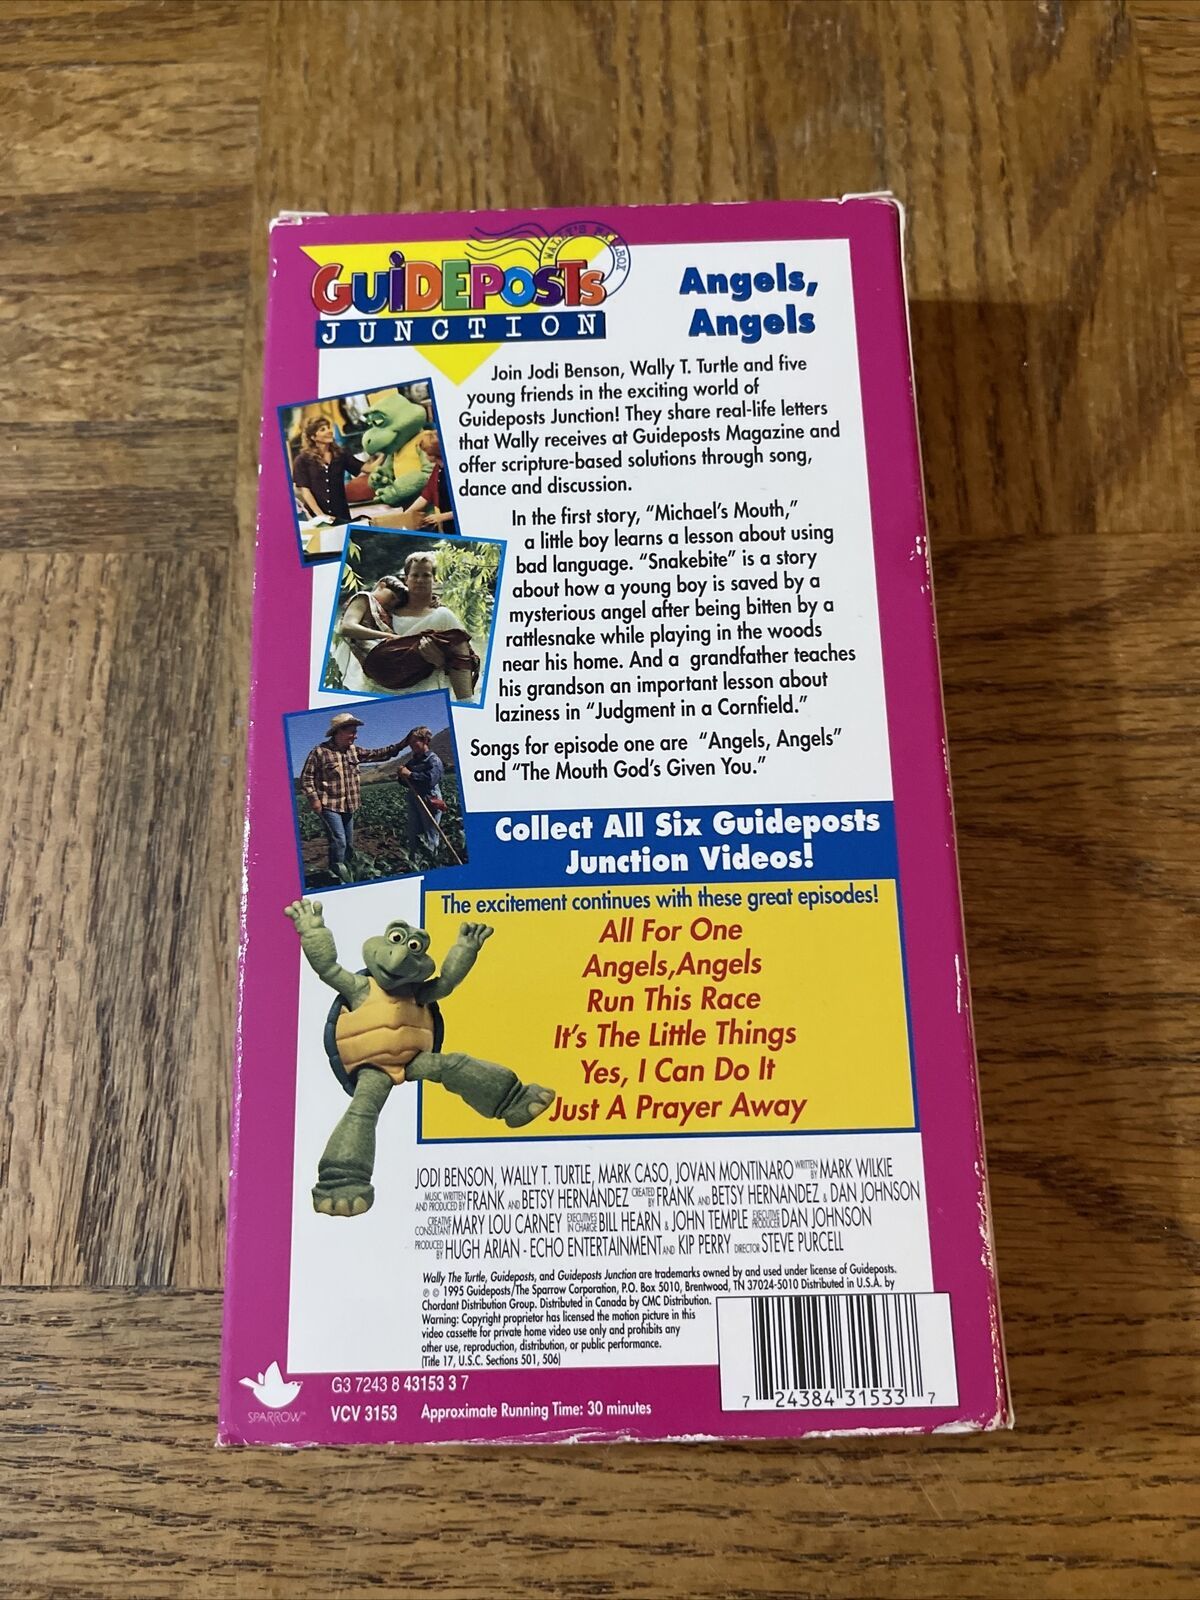 WALLY'S MAILBOX
GUIDEPOSTS
JUNCTION
Angels,
Angels
Join Jodi Benson, Wally T. Turtle and five
young friends in the exciting world of
Guideposts Junction! They share real-life letters
that Wally receives at Guideposts Magazine and
offer scripture-based solutions through song,
dance and discussion.
In the first story, “Michael’s Mouth,”
a little boy learns a lesson about using
bad language. “Snakebite” is a story
about how a young boy is saved by a
mysterious angel after being bitten by a
rattlesnake while playing in the woods
near his home. And a grandfather teaches
his grandson an important lesson about
laziness in “Judgment in a Cornfield.”
Songs for episode one are “Angels, Angels”
and “The Mouth God’s Given You.”
Collect All Six Guideposts
Junction Videos!
The excitement continues with these great episodes!
All For One
Angels,Angels
Run This Race
It’s The Little Things
Yes, I Can Do It
Just A Prayer Away
JODI BENSON, WALLY T. TURTLE, MARK CASO, JOVAN MONTINARO WRITTEN BY MARK WILKIE
MUSIC WRITTEN AND PRODUCED BY FRANK AND BETSY HERNANDEZ CREATED BY FRANK AND BETSY HERNANDEZ & DAN JOHNSON
CREATIVE CONSULTANT MARY LOU CARNEY EXECUTIVES IN CHARGE BILL HEARN & JOHN TEMPLE EXECUTIVE PRODUCER DAN JOHNSON
PRODUCED BY HUGH ARIAN - ECHO ENTERTAINMENT AND KIP PERRY DIRECTOR STEVE PURCELL
Wally The Turtle, Guideposts, and Guideposts Junction are trademarks owned by and used under license of Guideposts.
℗ © 1995 Guideposts/The Sparrow Corporation, P.O. Box 5010, Brentwood, TN 37024-5010 Distributed in U.S.A. by
Chordant Distribution Group. Distributed in Canada by CMC Distribution.
Warning: Copyright proprietor has licensed the motion picture in this
video cassette for private home video use only and prohibits any
other use, reproduction, distribution, or public performance.
(Title 17, U.S.C. Sections 501, 506)
SPARROW™
G3 7243 8 43153 3 7
VCV 3153 Approximate Running Time: 30 minutes
7 24384 31533 7